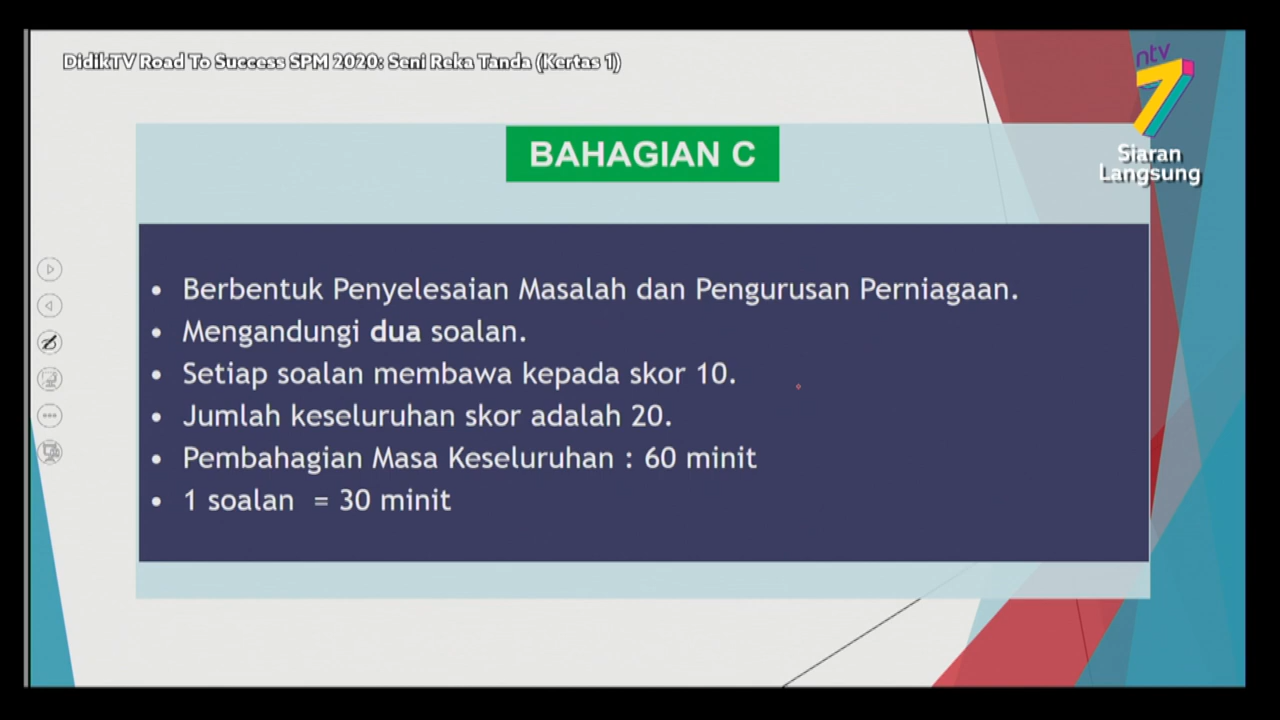 DidikTV Road To Success SPM 2020: Seni Reka Tanda (Kertas 1)
ntv
7
Siaran
Langsung
BAHAGIAN C
• Berbentuk Penyelesaian Masalah dan Pengurusan Perniagaan.
• Mengandungi dua soalan.
• Setiap soalan membawa kepada skor 10.
• Jumlah keseluruhan skor adalah 20.
• Pembahagian Masa Keseluruhan : 60 minit
• 1 soalan = 30 minit